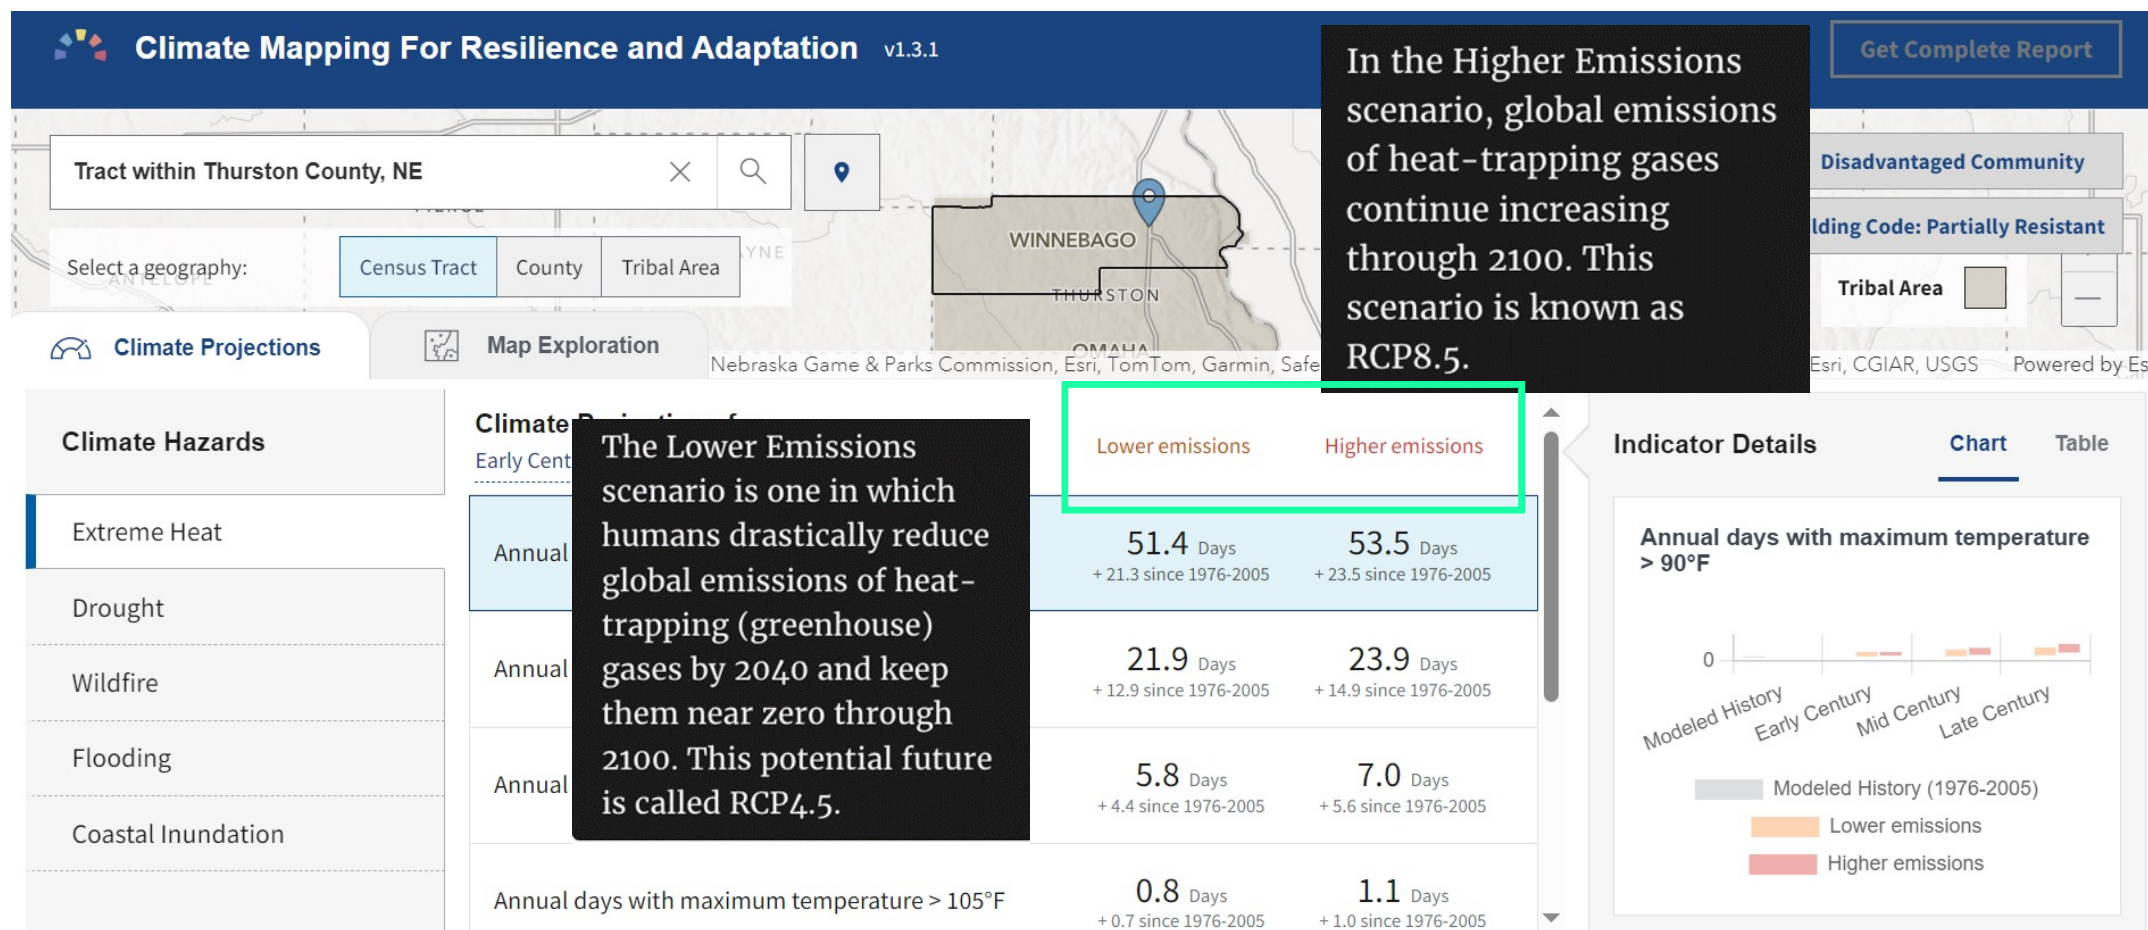 Climate Mapping For Resilience and Adaptation v1.3.1
Get Complete Report
In the Higher Emissions
scenario, global emissions
of heat-trapping gases
continue increasing
through 2100. This
scenario is known as
RCP8.5.
Tract within Thurston County, NE
Disadvantaged Community
lding Code: Partially Resistant
Tribal Area
Select a geography:
Census Tract
County
Tribal Area
YNE
ANTELOPE
WINNEBAGO
THURSTON
OMAHA
Climate Projections
Map Exploration
Nebraska Game & Parks Commission, Esri, TomTom, Garmin, Safe
Esri, CGIAR, USGS Powered by Es
Climate Hazards
Extreme Heat
Drought
Wildfire
Flooding
Coastal Inundation
Climate
Early Cent
Lower emissions
Higher emissions
The Lower Emissions
scenario is one in which
humans drastically reduce
global emissions of heat-
trapping (greenhouse)
gases by 2040 and keep
them near zero through
2100. This potential future
is called RCP4.5.
Annual
51.4 Days
+ 21.3 since 1976-2005
53.5 Days
+ 23.5 since 1976-2005
Annual
21.9 Days
+ 12.9 since 1976-2005
23.9 Days
+ 14.9 since 1976-2005
Annual
5.8 Days
+ 4.4 since 1976-2005
7.0 Days
+ 5.6 since 1976-2005
Annual days with maximum temperature > 105°F
0.8 Days
+ 0.7 since 1976-2005
1.1 Days
+ 1.0 since 1976-2005
Indicator Details
Chart
Table
Annual days with maximum temperature
> 90°F
0
Modeled History
Early Century
Mid Century
Late Century
Modeled History (1976-2005)
Lower emissions
Higher emissions